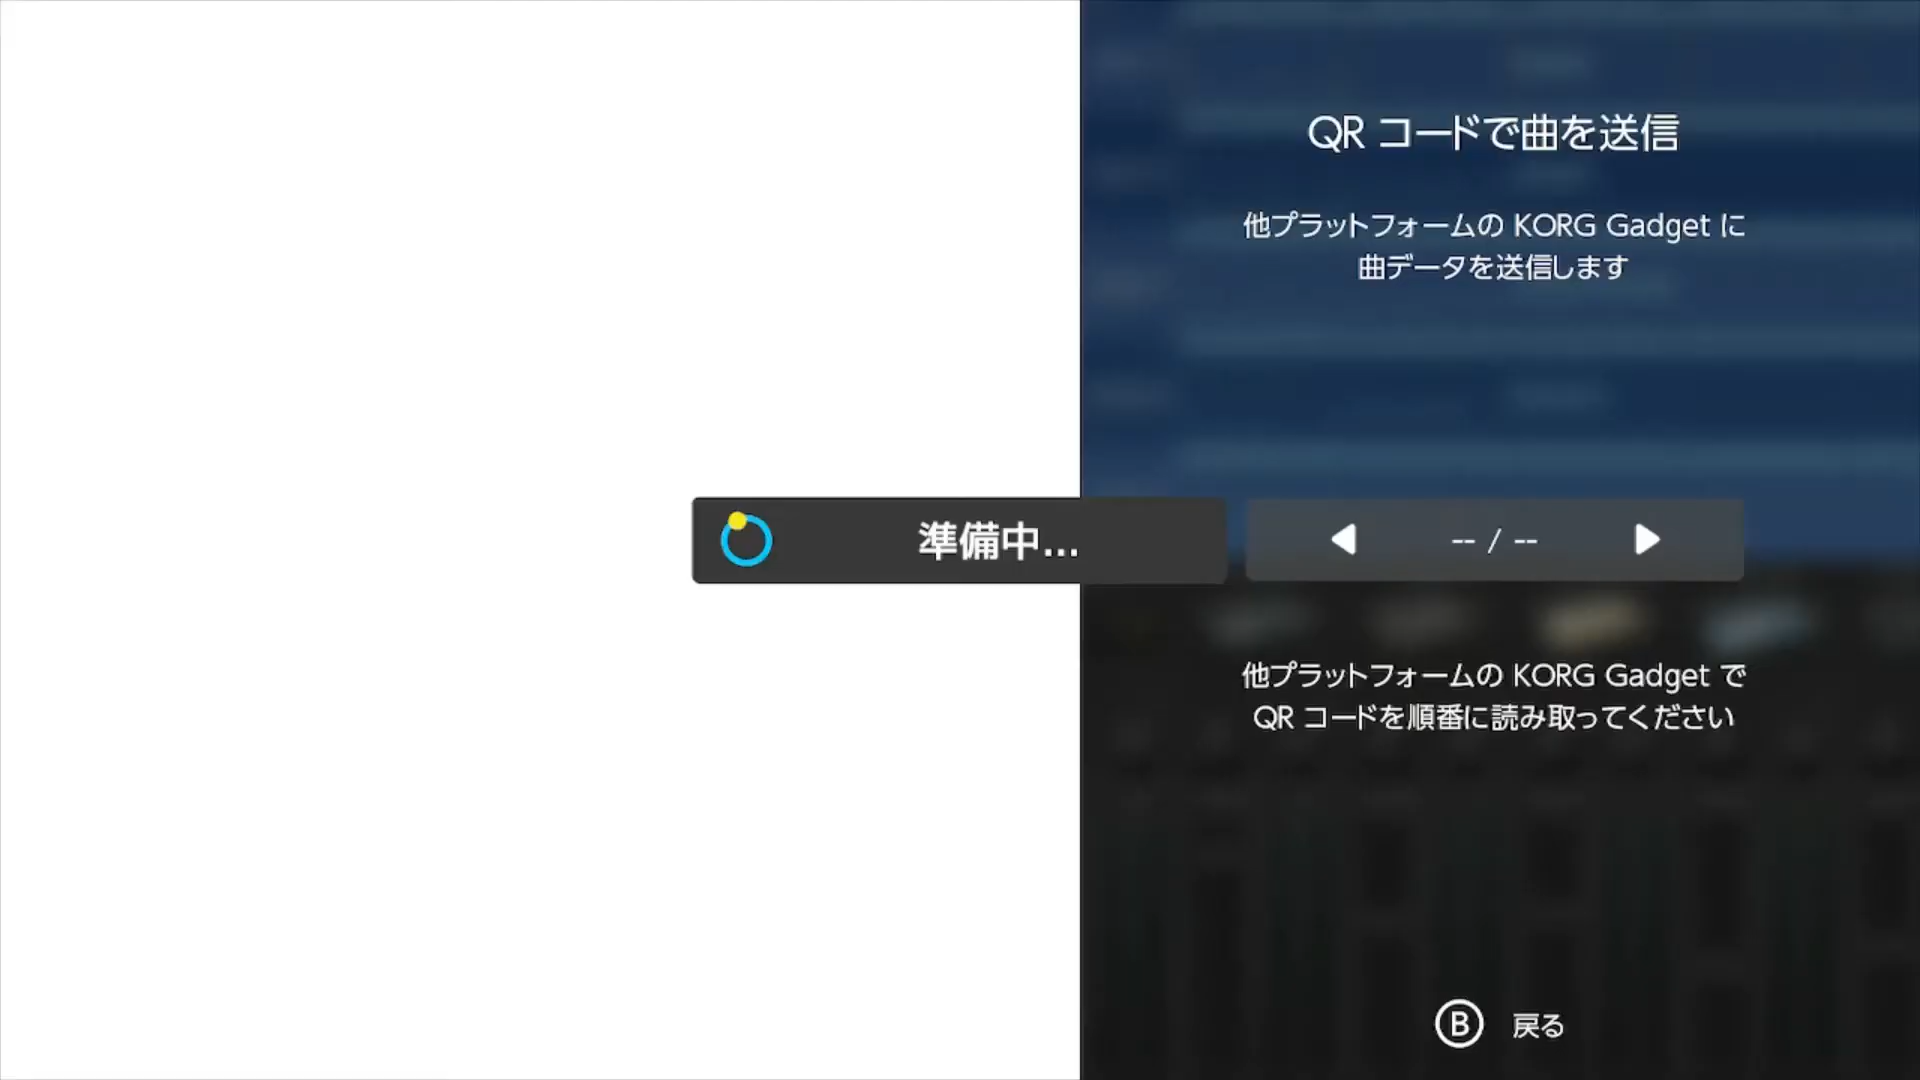 QR コードで曲を送信
他プラットフォームの KORG Gadget に
曲データを送信します
準備中...
-- / --
他プラットフォームの KORG Gadget で
QR コードを順番に読み取ってください
B 戻る